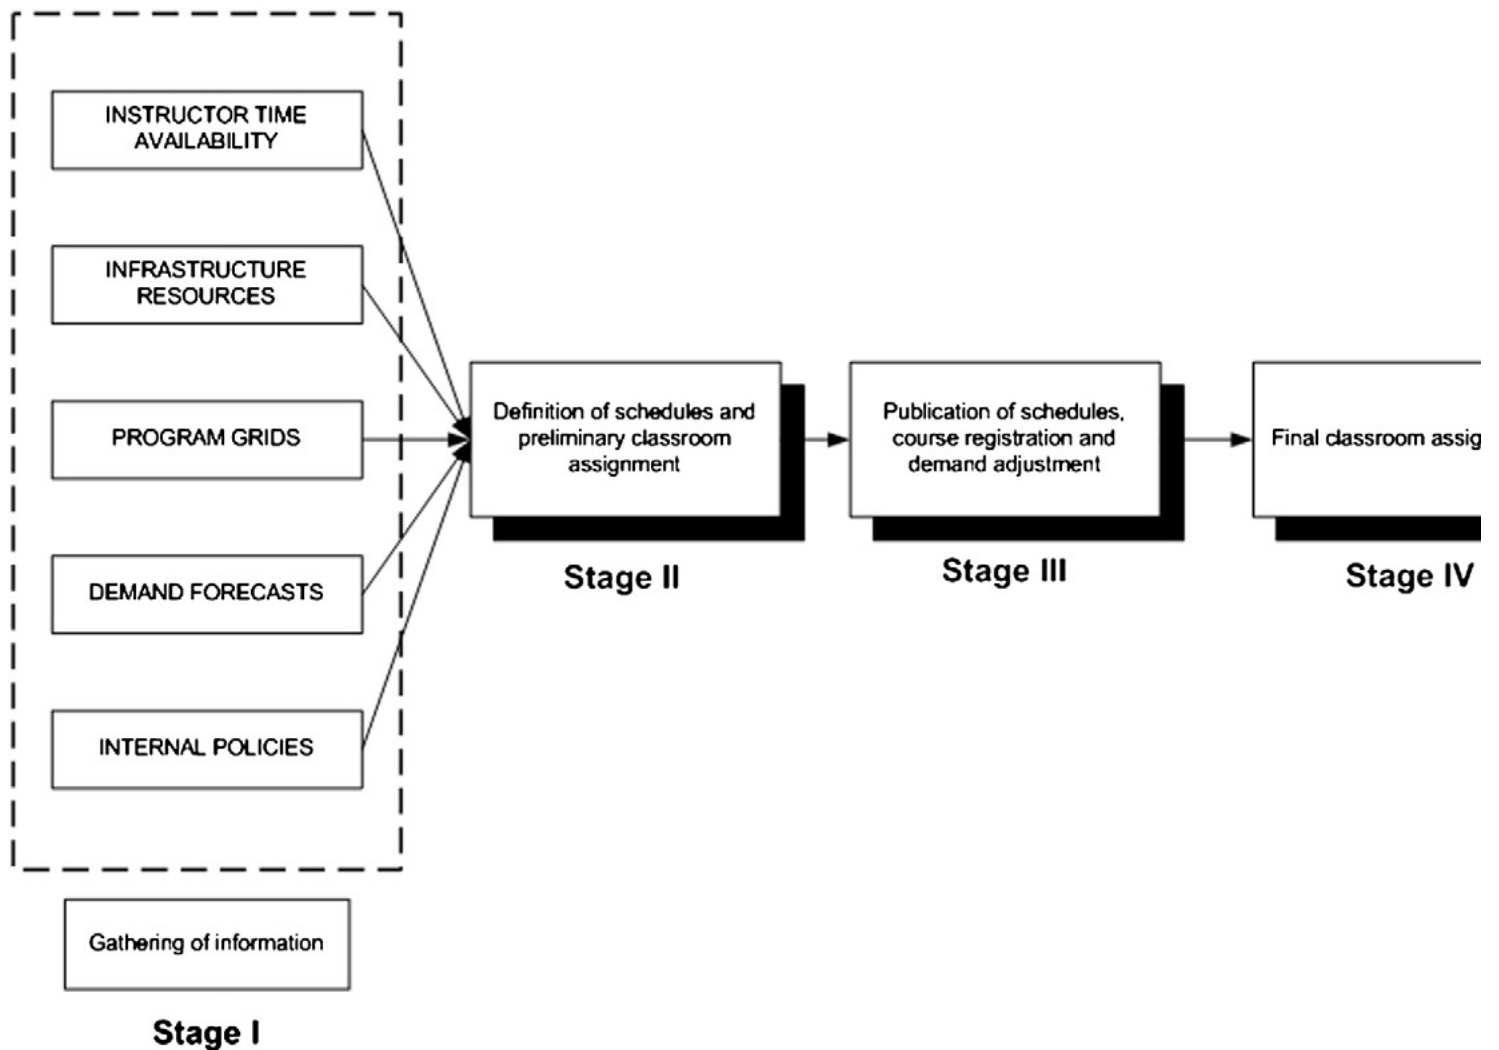 INSTRUCTOR TIME
AVAILABILITY
INFRASTRUCTURE
RESOURCES
PROGRAM GRIDS
DEMAND FORECASTS
INTERNAL POLICIES
Gathering of information
Stage I
Definition of schedules and
preliminary classroom
assignment
Stage II
Publication of schedules,
course registration and
demand adjustment
Stage III
Final classroom
Stage IV